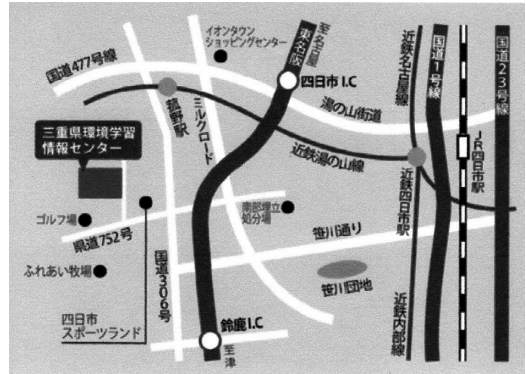 国道477号線
イオンタウン
ショッピングセンター
至名古屋
東名阪
四日市I.C
近鉄名古屋線
国道1号線
国道23号線
湯の山街道
菰野駅
ミルクロード
三重県環境学習
情報センター
近鉄湯の山線
JR四日市駅
近鉄四日市駅
南部埋立
処分場
ゴルフ場
県道752号
笹川通り
ふれあい牧場
国道306号
笹川団地
四日市
スポーツランド
鈴鹿I.C
至津
近鉄内部線